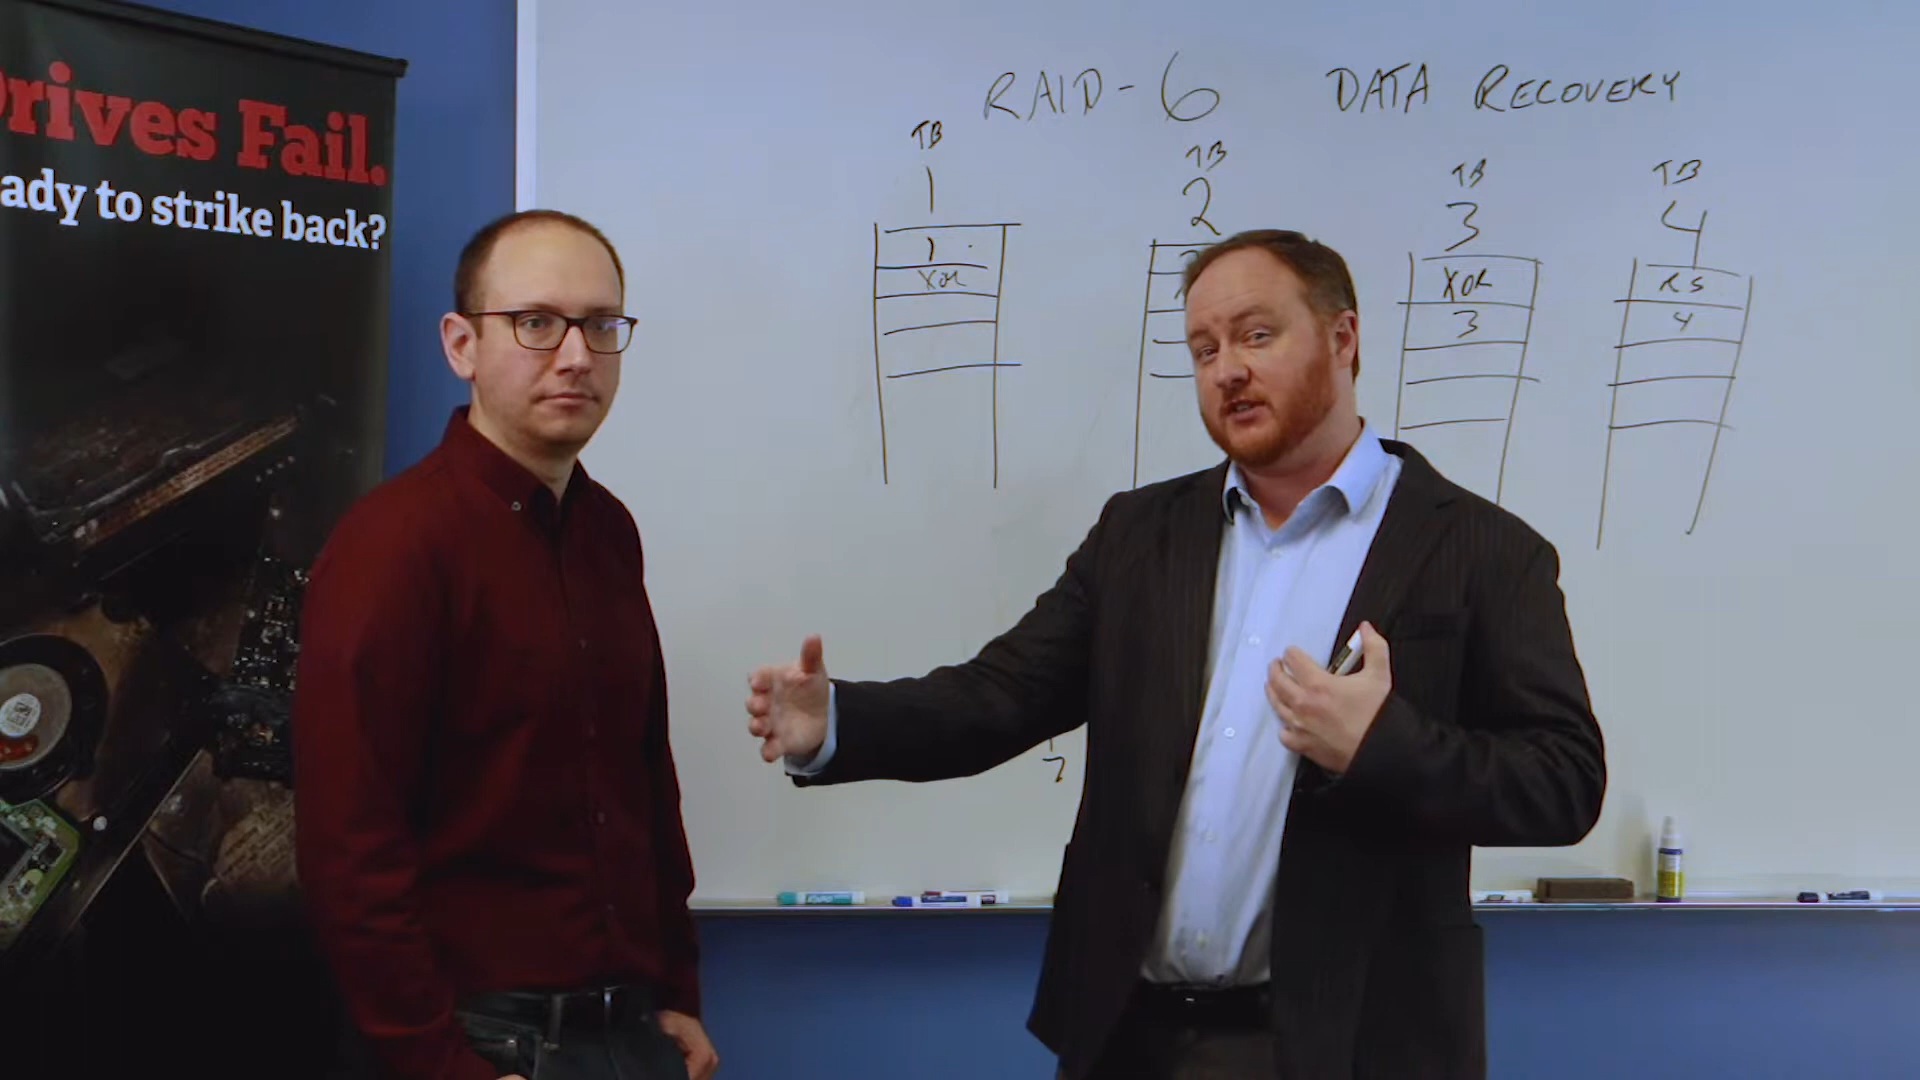 rives Fail.
ady to strike back?
RAID-6 DATA RECOVERY
TB TB TB TB
1 2 3 4
1 XOR RS
XOR 3 4